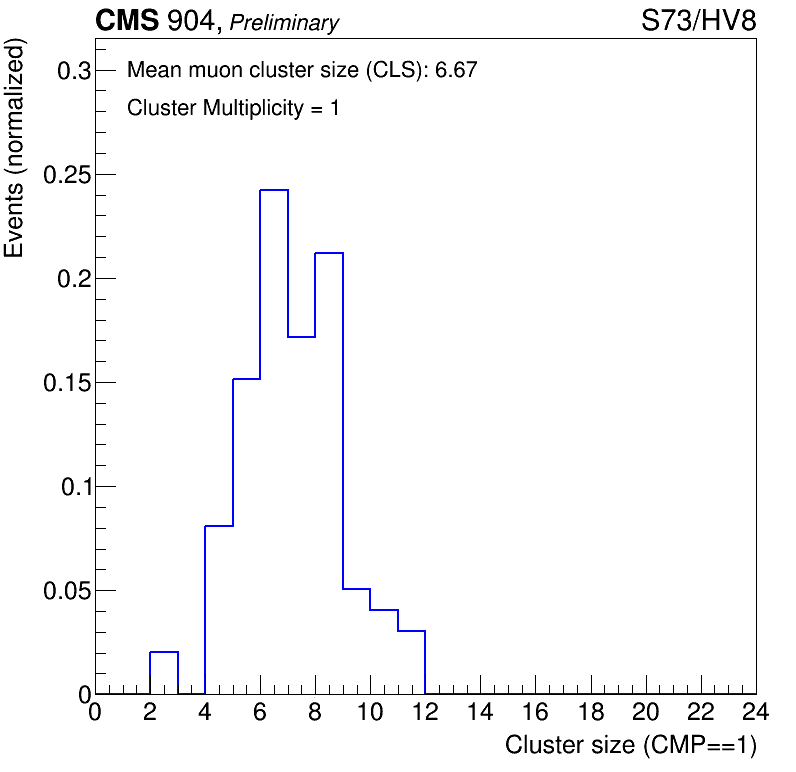 CMS 904, Preliminary S73/HV8
Mean muon cluster size (CLS): 6.67
Cluster Multiplicity = 1
Events (normalized)
0.3
0.25
0.2
0.15
0.1
0.05
0
0 2 4 6 8 10 12 14 16 18 20 22 24
Cluster size (CMP==1)